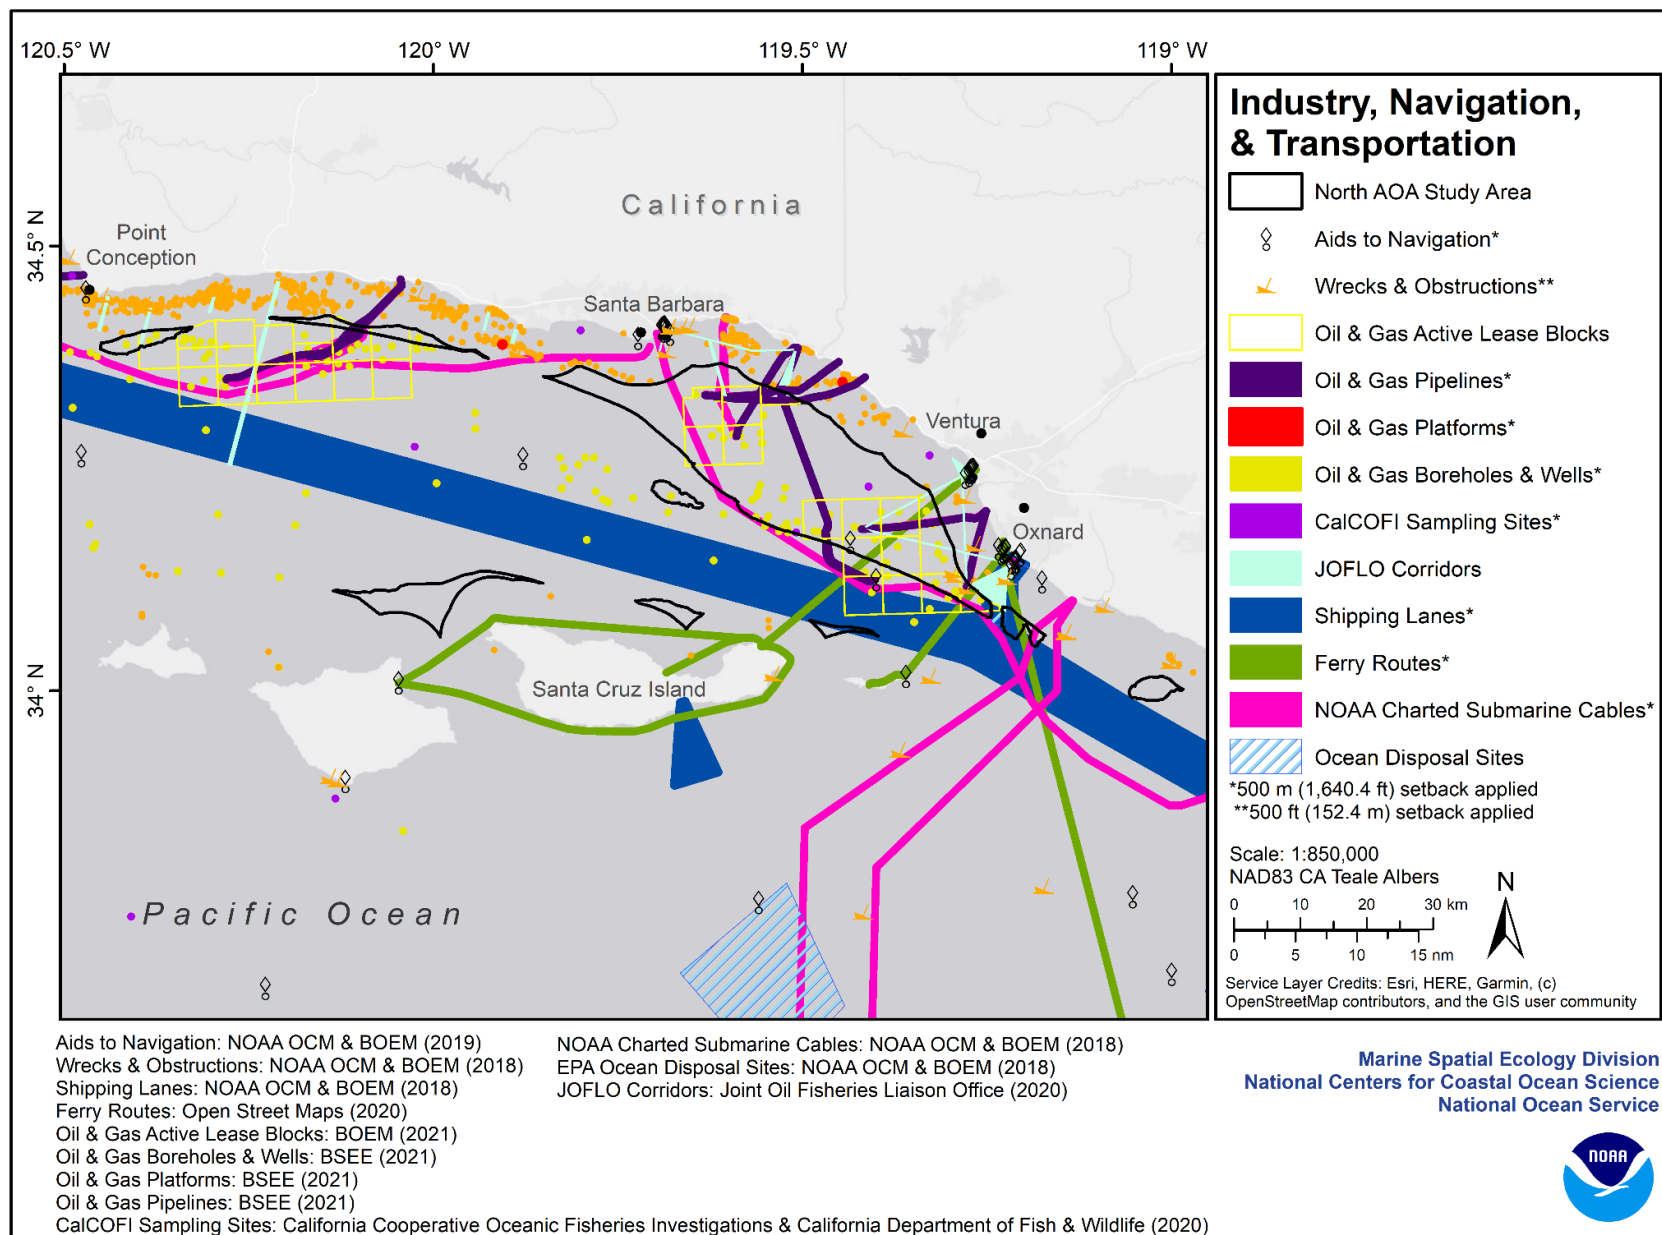 120.5° W
120° W
119.5° W
119° W
34.5° N
34° N
California
Point
Conception
Santa Barbara
Ventura
Oxnard
Santa Cruz Island
Pacific Ocean
Industry, Navigation,
& Transportation
North AOA Study Area
Aids to Navigation*
Wrecks & Obstructions**
Oil & Gas Active Lease Blocks
Oil & Gas Pipelines*
Oil & Gas Platforms*
Oil & Gas Boreholes & Wells*
CalCOFI Sampling Sites*
JOFLO Corridors
Shipping Lanes*
Ferry Routes*
NOAA Charted Submarine Cables*
Ocean Disposal Sites
*500 m (1,640.4 ft) setback applied
**500 ft (152.4 m) setback applied
Scale: 1:850,000
NAD83 CA Teale Albers
N
0 10 20 30 km
0 5 10 15 nm
Service Layer Credits: Esri, HERE, Garmin, (c)
OpenStreetMap contributors, and the GIS user community
Aids to Navigation: NOAA OCM & BOEM (2019)
Wrecks & Obstructions: NOAA OCM & BOEM (2018)
Shipping Lanes: NOAA OCM & BOEM (2018)
Ferry Routes: Open Street Maps (2020)
Oil & Gas Active Lease Blocks: BOEM (2021)
Oil & Gas Boreholes & Wells: BSEE (2021)
Oil & Gas Platforms: BSEE (2021)
Oil & Gas Pipelines: BSEE (2021)
CalCOFI Sampling Sites: California Cooperative Oceanic Fisheries Investigations & California Department of Fish & Wildlife (2020)
NOAA Charted Submarine Cables: NOAA OCM & BOEM (2018)
EPA Ocean Disposal Sites: NOAA OCM & BOEM (2018)
JOFLO Corridors: Joint Oil Fisheries Liaison Office (2020)
Marine Spatial Ecology Division
National Centers for Coastal Ocean Science
National Ocean Service
NOAA